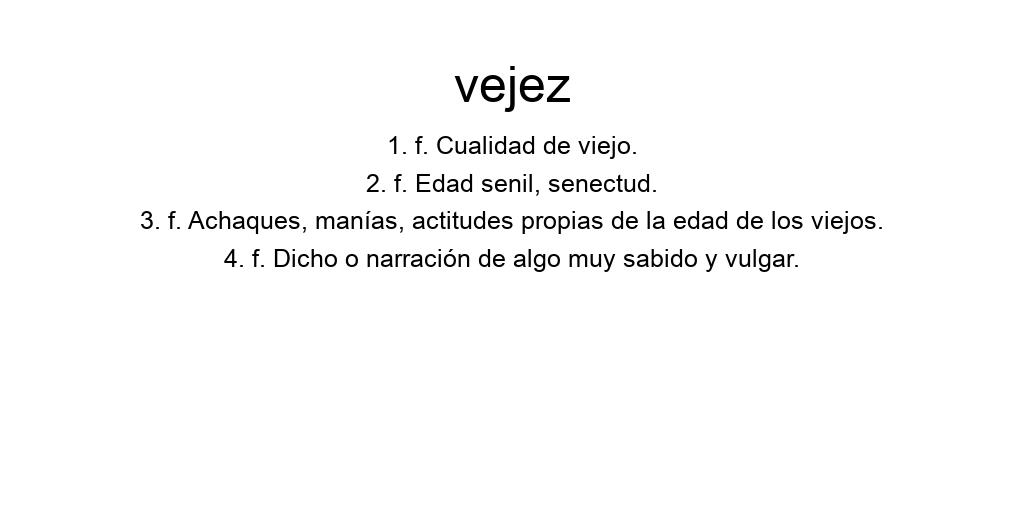 vejez
1. f. Cualidad de viejo.
2. f. Edad senil, senectud.
3. f. Achaques, manías, actitudes propias de la edad de los viejos.
4. f. Dicho o narración de algo muy sabido y vulgar.